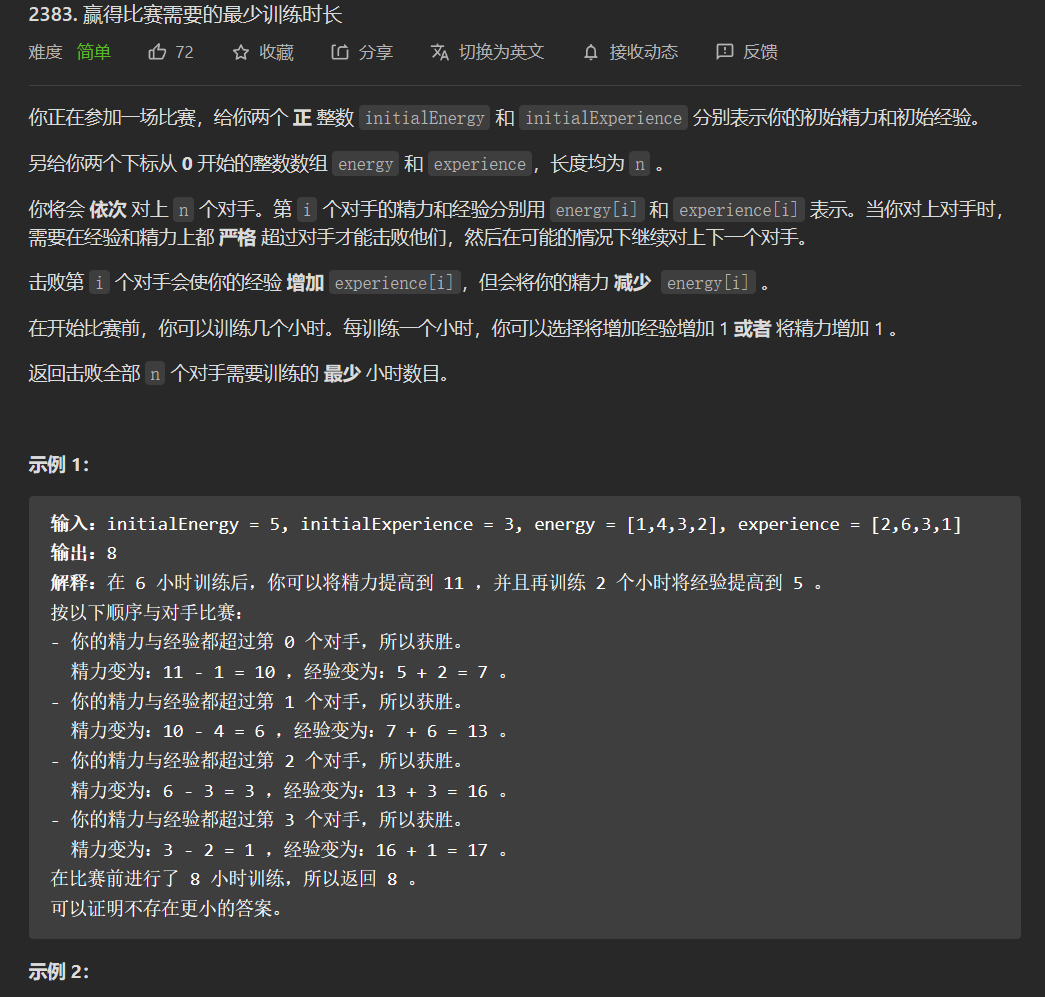 2383. 赢得比赛需要的最少训练时长
难度 简单 72 收藏 分享 切换为英文 接收动态 反馈
你正在参加一场比赛，给你两个 正 整数 initialEnergy 和 initialExperience 分别表示你的初始精力和初始经验。
另给你两个下标从 0 开始的整数数组 energy 和 experience，长度均为 n 。
你将会 依次 对上 n 个对手。第 i 个对手的精力和经验分别用 energy[i] 和 experience[i] 表示。当你对上对手时，
需要在经验和精力上都 严格 超过对手才能击败他们，然后在可能的情况下继续对上下一个对手。
击败第 i 个对手会使你的经验 增加 experience[i]，但会将你的精力 减少 energy[i] 。
在开始比赛前，你可以训练几个小时。每训练一个小时，你可以选择将增加经验增加 1 或者 将精力增加 1 。
返回击败全部 n 个对手需要训练的 最少 小时数目。
示例 1：
输入：initialEnergy = 5, initialExperience = 3, energy = [1,4,3,2], experience = [2,6,3,1]
输出：8
解释：在 6 小时训练后，你可以将精力提高到 11 ，并且再训练 2 个小时将经验提高到 5 。
按以下顺序与对手比赛：
- 你的精力与经验都超过第 0 个对手，所以获胜。
精力变为：11 - 1 = 10 ，经验变为：5 + 2 = 7 。
- 你的精力与经验都超过第 1 个对手，所以获胜。
精力变为：10 - 4 = 6 ，经验变为：7 + 6 = 13 。
- 你的精力与经验都超过第 2 个对手，所以获胜。
精力变为：6 - 3 = 3 ，经验变为：13 + 3 = 16 。
- 你的精力与经验都超过第 3 个对手，所以获胜。
精力变为：3 - 2 = 1 ，经验变为：16 + 1 = 17 。
在比赛前进行了 8 小时训练，所以返回 8 。
可以证明不存在更小的答案。
示例 2：